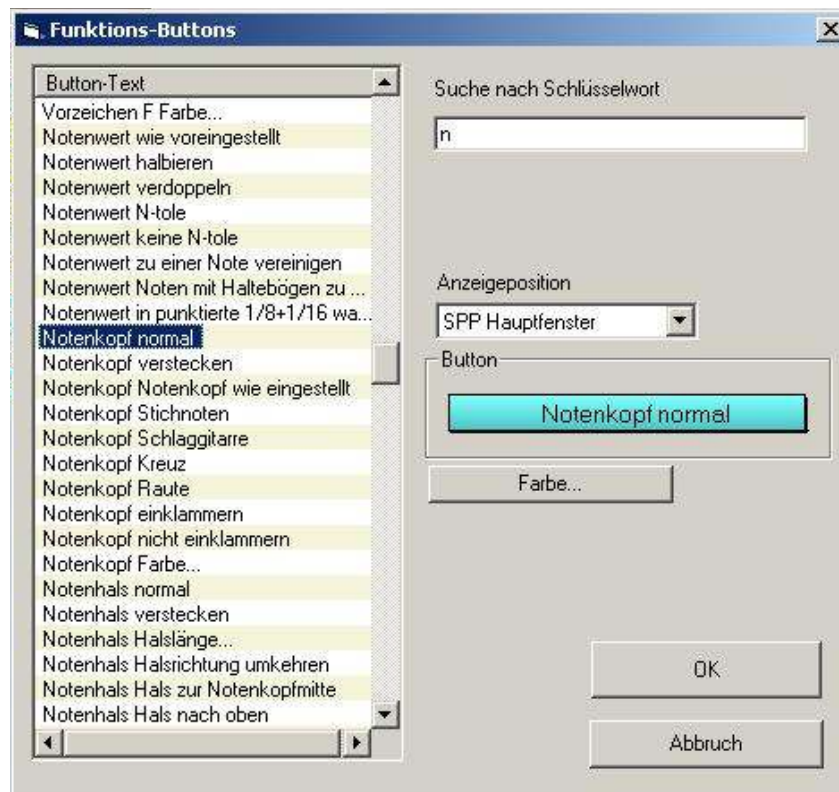 Funktions-Buttons
Button-Text
Vorzeichen F Farbe...
Notenwert wie voreingestellt
Notenwert halbieren
Notenwert verdoppeln
Notenwert N-tole
Notenwert keine N-tole
Notenwert zu einer Note vereinigen
Notenwert Noten mit Haltebögen zu ...
Notenwert in punktierte 1/8+1/16 wa...
Notenkopf normal
Notenkopf verstecken
Notenkopf Notenkopf wie eingestellt
Notenkopf Stichnoten
Notenkopf Schlaggitarre
Notenkopf Kreuz
Notenkopf Raute
Notenkopf einklammern
Notenkopf nicht einklammern
Notenkopf Farbe...
Notenhals normal
Notenhals verstecken
Notenhals Halslänge...
Notenhals Halsrichtung umkehren
Notenhals Hals zur Notenkopfmitte
Notenhals Hals nach oben
Suche nach Schlüsselwort
n
Anzeigeposition
SPP Hauptfenster
Button
Notenkopf normal
Farbe...
OK
Abbruch